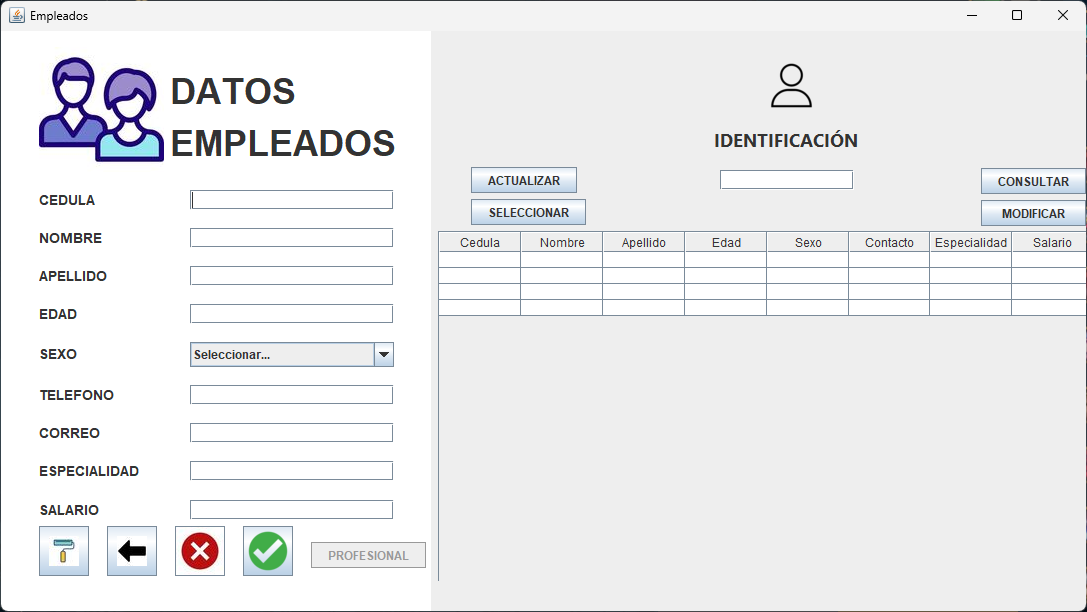 Empleados
DATOS
EMPLEADOS
CEDULA
NOMBRE
APELLIDO
EDAD
SEXO Seleccionar...
TELEFONO
CORREO
ESPECIALIDAD
SALARIO
PROFESIONAL
IDENTIFICACIÓN
ACTUALIZAR CONSULTAR
SELECCIONAR MODIFICAR
Cedula Nombre Apellido Edad Sexo Contacto Especialidad Salario